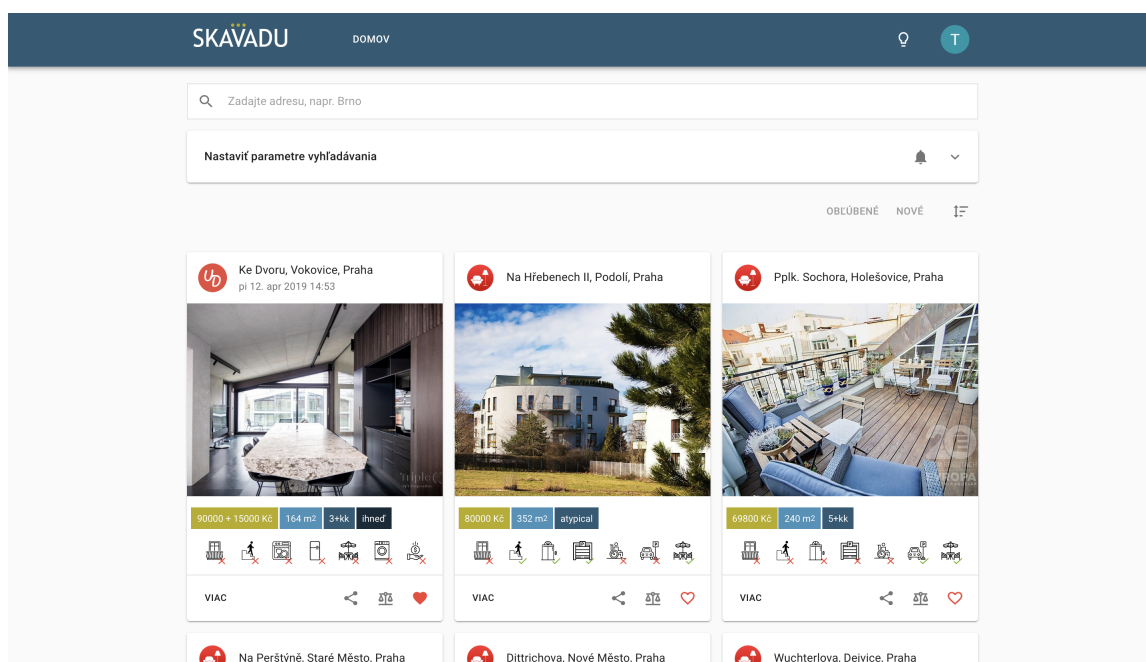 SKAVADU
DOMOV
T
Zadajte adresu, napr. Brno
Nastaviť parametre vyhľadávania
OBĽÚBENÉ NOVÉ
UD
Ke Dvoru, Vokovice, Praha
pi 12. apr 2019 14:53
90000 + 15000 Kč 164 m2 3+kk ihneď
VIAC
Na Hřebenech II, Podolí, Praha
80000 Kč 352 m2 atypical
VIAC
Pplk. Sochora, Holešovice, Praha
EVROPA
69800 Kč 240 m2 5+kk
VIAC
Na Perštýně, Staré Město, Praha
Dittrichova, Nové Město, Praha
Wuchterlova, Dejvice, Praha